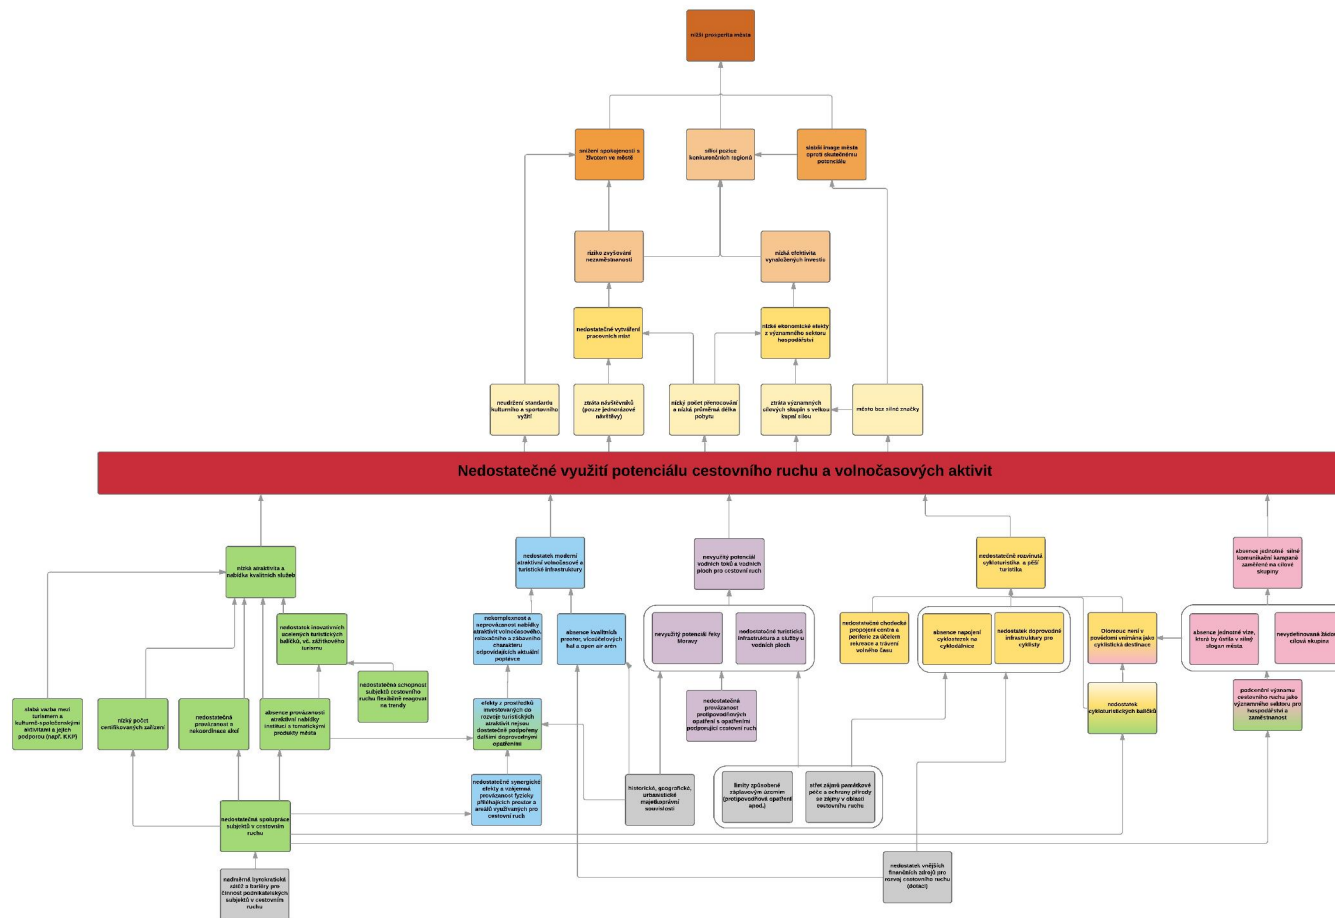 nižší prosperita města
snížení spokojenosti s
životem ve městě
sílící pozice
konkurenčních regionů
slabší image města
oproti skutečnému
potenciálu
riziko zvyšování
nezaměstnanosti
nízká efektivita
vynaložených investic
nedostatečné vytváření
pracovních míst
nízké ekonomické efekty
z významného sektoru
hospodářství
neudržení standardu
kulturního a sportovního
vyžití
ztráta návštěvníků
(pouze jednorázové
návštěvy)
nízký počet přenocování
a nízká průměrná délka
pobytu
ztráta významných
cílových skupin s velkou
kupní silou
město bez silné značky
Nedostatečné využití potenciálu cestovního ruchu a volnočasových aktivit
nízká atraktivita a
nabídka kvalitních služeb
nedostatek moderní
atraktivní volnočasové a
turistické infrastruktury
nevyužitý potenciál
vodních toků a vodních
ploch pro cestovní ruch
nedostatečně rozvinutá
cykloturistika a pěší
turistika
absence jednotné silné
komunikační kampaně
zaměřené na cílové
skupiny
nedostatek inovativních
ucelených turistických
balíčků, vč. zážitkového
turismu
nekomplexnost a
neprovázanost nabídky
atraktivit volnočasového,
relaxačního a zábavního
charakteru
odpovídajících aktuální
poptávce
absence kvalitních
prostor, víceúčelových
hal a open air arén
nevyužitý potenciál řeky
Moravy
nedostatečná turistická
infrastruktura a služby u
vodních ploch
nedostatečné chodecké
propojení centra a
periferie za účelem
rekreace a trávení
volného času
absence napojení
cyklostezek na
cyklodálnice
nedostatek doprovodné
infrastruktury pro
cyklisty
Olomouc není v
povědomí vnímána jako
cyklistická destinace
absence jednotné vize,
která by ústila v silný
slogan města
nevydefinovaná
cílová skupina
slabá vazba mezi
turismem a
kulturně-společenskými
aktivitami a jejich
podporou (např. KKP)
nízký počet
certifikovaných zařízení
nedostatečná
provázanost a
nekoordinace akcí
absence provázanosti
atraktivní nabídky
institucí s tematickými
produkty města
nedostatečná schopnost
subjektů cestovního
ruchu flexibilně reagovat
na trendy
efekty z prostředků
investovaných do
rozvoje turistických
atraktivit nejsou
dostatečně podpořeny
dalšími doprovodnými
opatřeními
nedostatečná
provázanost
protipovodňových
opatření s opatřeními
podporující cestovní ruch
nedostatek
cykloturistických balíčků
podcenění významu
cestovního ruchu jako
významného sektoru pro
hospodářství a
zaměstnanost
nedostatečné synergické
efekty a vzájemná
provázanost fyzicky
přiléhajících prostor a
areálů využívaných pro
cestovní ruch
historické, geografické,
urbanistické
majetkoprávní
souvislosti
limity způsobené
záplavovým územím
(protipovodňová opatření
apod.)
střet zájmů památkové
péče a ochrany přírody
se zájmy v oblasti
cestovního ruchu
nedostatečná spolupráce
subjektů v cestovním
ruchu
nadměrná byrokratická
zátěž a bariéry pro
činnost podnikatelských
subjektů v cestovním
ruchu
nedostatek vnějších
finančních zdrojů pro
rozvoj cestovního ruchu
(dotací)